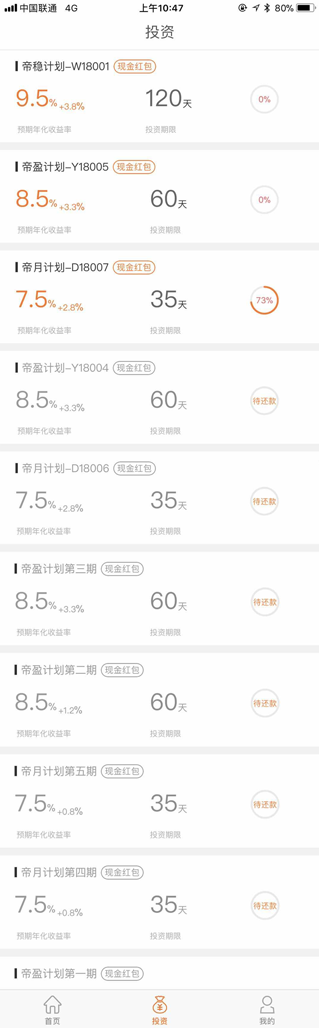 中国联通 4G 上午10:47 80%
投资
帝稳计划-W18001 现金红包
9.5% +3.8% 120天 0%
预期年化收益率 投资期限
帝盈计划-Y18005 现金红包
8.5% +3.3% 60天 0%
预期年化收益率 投资期限
帝月计划-D18007 现金红包
7.5% +2.8% 35天 73%
预期年化收益率 投资期限
帝盈计划-Y18004 现金红包
8.5% +3.3% 60天 待还款
预期年化收益率 投资期限
帝月计划-D18006 现金红包
7.5% +2.8% 35天 待还款
预期年化收益率 投资期限
帝盈计划第三期 现金红包
8.5% +3.3% 60天 待还款
预期年化收益率 投资期限
帝盈计划第二期 现金红包
8.5% +1.2% 60天 待还款
预期年化收益率 投资期限
帝月计划第五期 现金红包
7.5% +0.8% 35天 待还款
预期年化收益率 投资期限
帝月计划第四期 现金红包
7.5% +0.8% 35天 待还款
预期年化收益率 投资期限
帝盈计划第一期 现金红包
首页 投资 我的